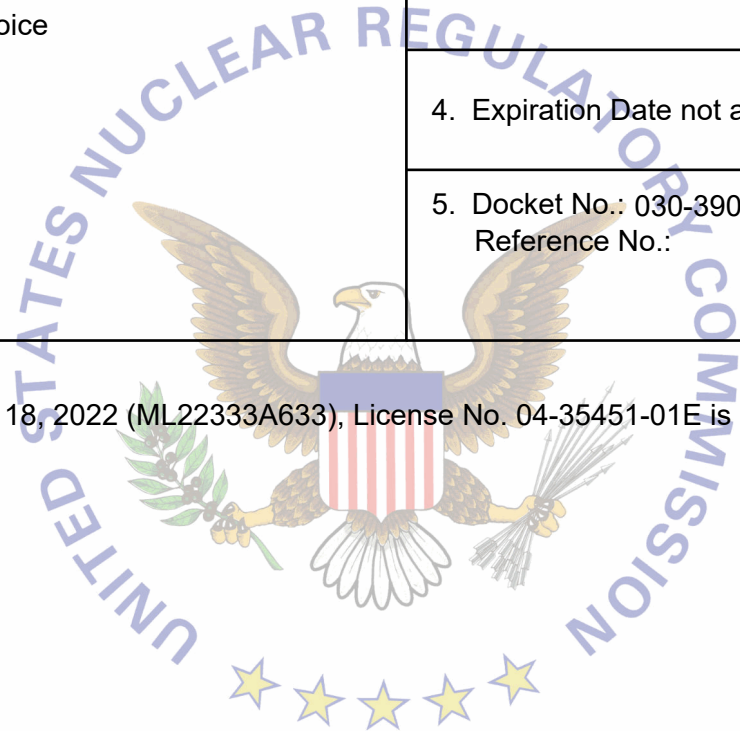 oice
4. Expiration Date not a
5. Docket No.: 030-390
Reference No.:
18, 2022 (ML22333A633), License No. 04-35451-01E is
UNITED STATES NUCLEAR REGULATORY COMMISSION